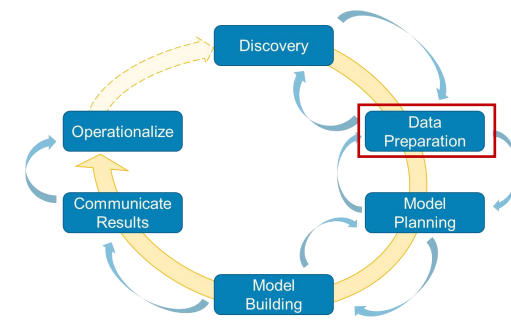 Discovery
Data
Preparation
Model
Planning
Model
Building
Communicate
Results
Operationalize